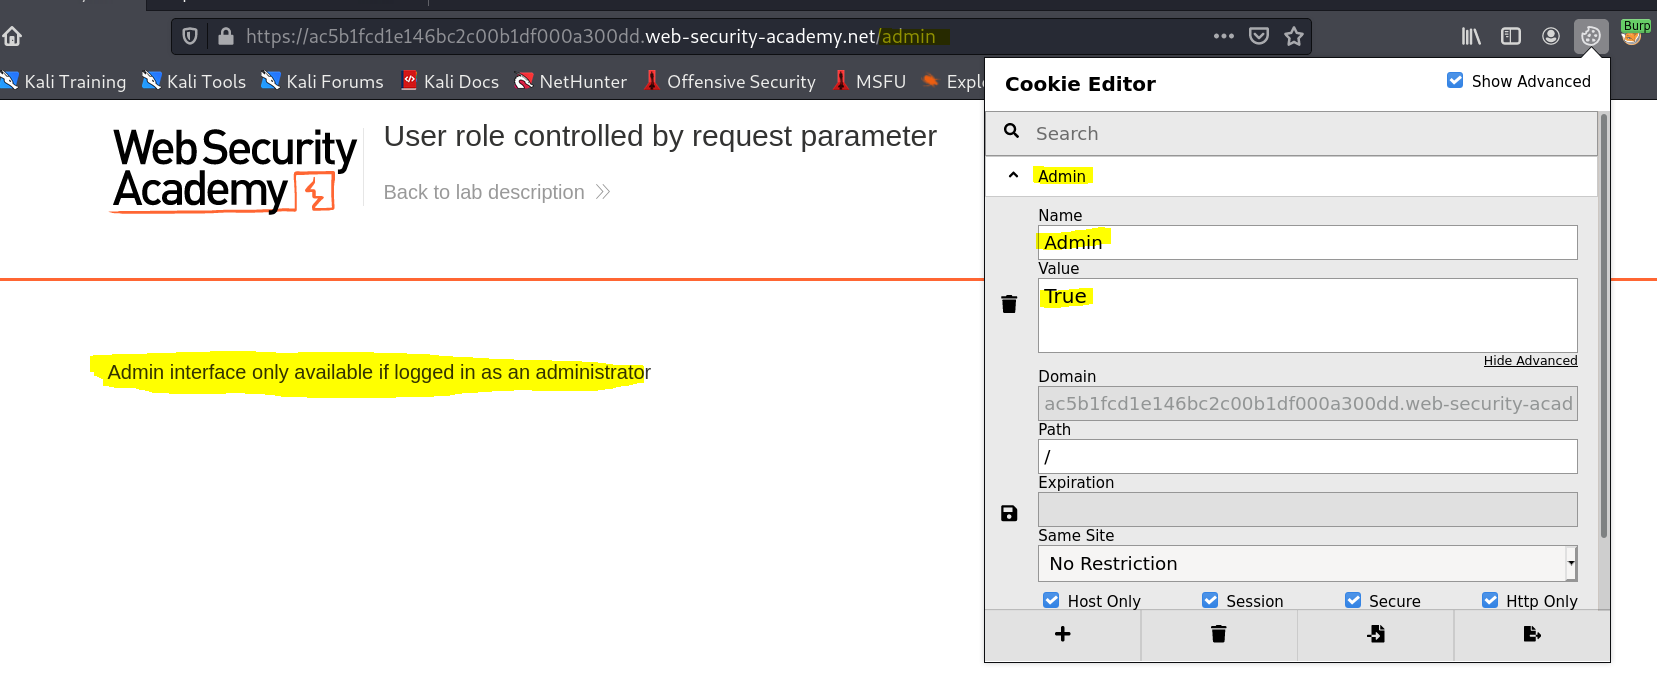 https://ac5b1fcd1e146bc2c00b1df000a300dd.web-security-academy.net/admin
Burp
Kali Training
Kali Tools
Kali Forums
Kali Docs
NetHunter
Offensive Security
MSFU
Explo
Web Security
Academy
User role controlled by request parameter
Back to lab description
Admin interface only available if logged in as an administrator
Cookie Editor
Show Advanced
Search
Admin
Name
Admin
Value
True
Hide Advanced
Domain
ac5b1fcd1e146bc2c00b1df000a300dd.web-security-acad
Path
/
Expiration
Same Site
No Restriction
Host Only
Session
Secure
Http Only